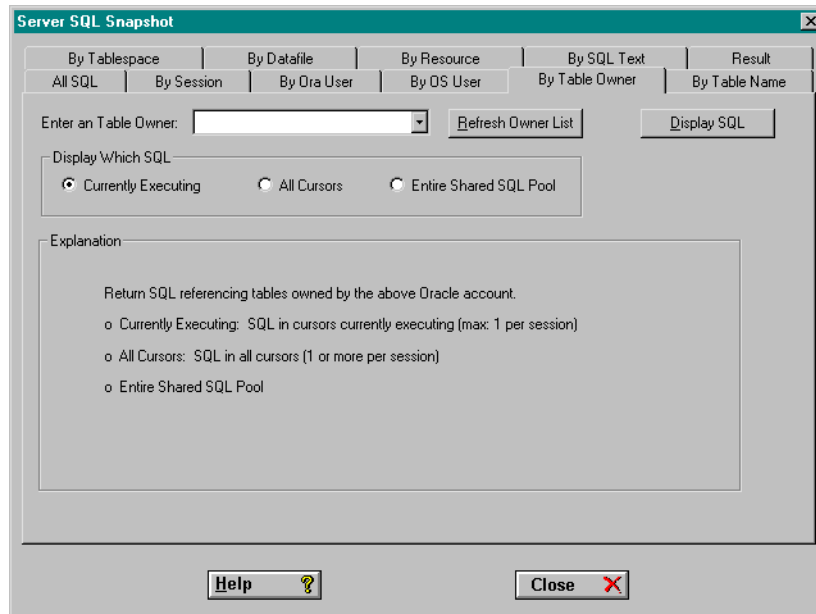 Server SQL Snapshot
By Tablespace By Datafile By Resource By SQL Text Result
All SQL By Session By Ora User By OS User By Table Owner By Table Name
Enter an Table Owner: Refresh Owner List Display SQL
Display Which SQL
Currently Executing All Cursors Entire Shared SQL Pool
Explanation
Return SQL referencing tables owned by the above Oracle account.
o Currently Executing: SQL in cursors currently executing (max: 1 per session)
o All Cursors: SQL in all cursors (1 or more per session)
o Entire Shared SQL Pool
Help ? Close